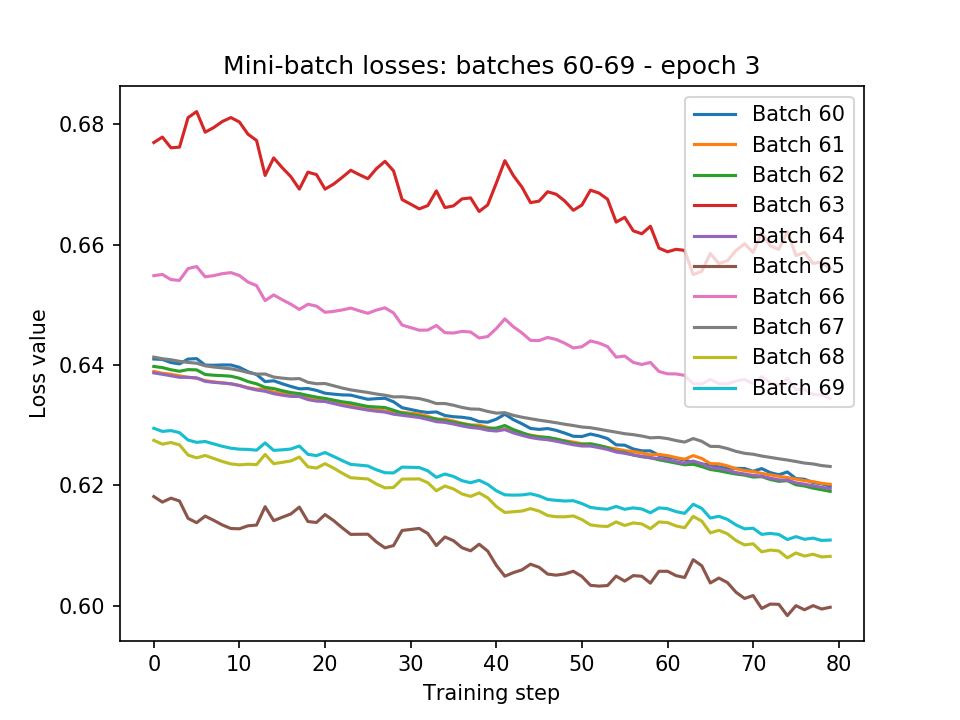 Mini-batch losses: batches 60-69 - epoch 3
0.68
0.66
0.64
0.62
0.60
Loss value
0 10 20 30 40 50 60 70 80
Training step
Batch 60
Batch 61
Batch 62
Batch 63
Batch 64
Batch 65
Batch 66
Batch 67
Batch 68
Batch 69